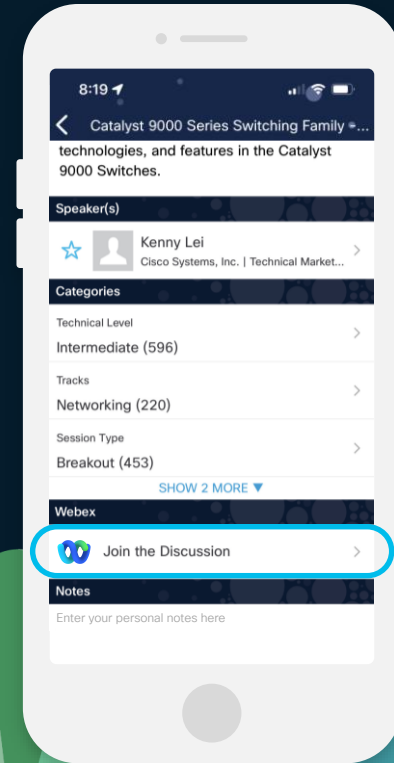 8:19
Catalyst 9000 Series Switching Family -...
technologies, and features in the Catalyst
9000 Switches.
Speaker(s)
Kenny Lei
Cisco Systems, Inc. | Technical Market...
Categories
Technical Level
Intermediate (596)
Tracks
Networking (220)
Session Type
Breakout (453)
SHOW 2 MORE ▼
Webex
Join the Discussion
Notes
Enter your personal notes here